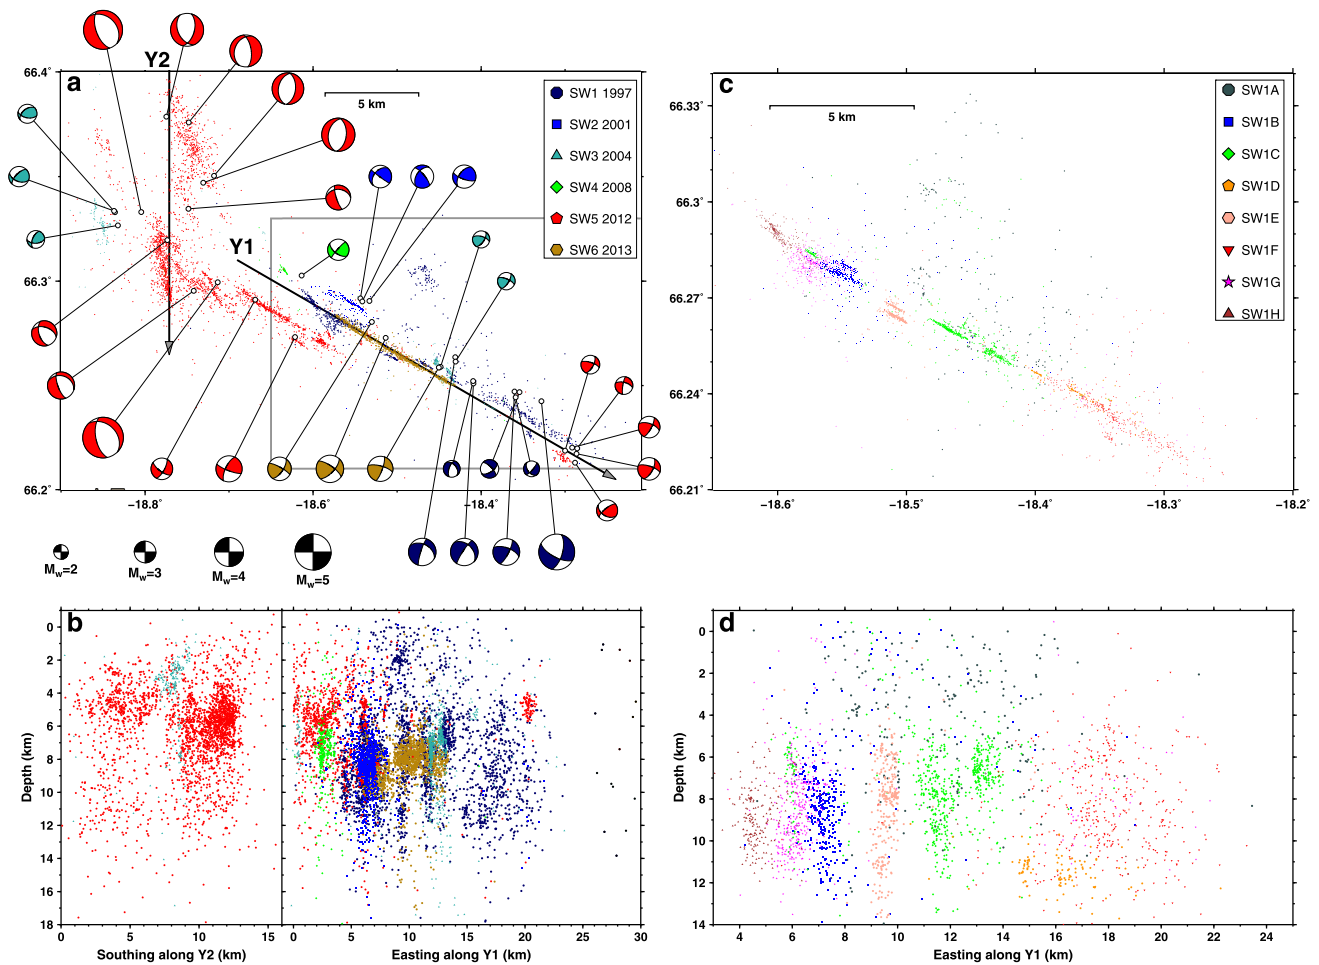 a
Y2
Y1
5 km
SW1 1997
SW2 2001
SW3 2004
SW4 2008
SW5 2012
SW6 2013
66.4°
66.3°
66.2°
−18.8°
−18.6°
−18.4°
Mw=2
Mw=3
Mw=4
Mw=5
c
5 km
SW1A
SW1B
SW1C
SW1D
SW1E
SW1F
SW1G
SW1H
66.33°
66.3°
66.27°
66.24°
66.21°
−18.6°
−18.5°
−18.4°
−18.3°
−18.2°
b
Depth (km)
0
2
4
6
8
10
12
14
16
18
0
5
10
15
0
5
10
15
20
25
30
Southing along Y2 (km)
Easting along Y1 (km)
d
Depth (km)
0
2
4
6
8
10
12
14
4
6
8
10
12
14
16
18
20
22
24
Easting along Y1 (km)